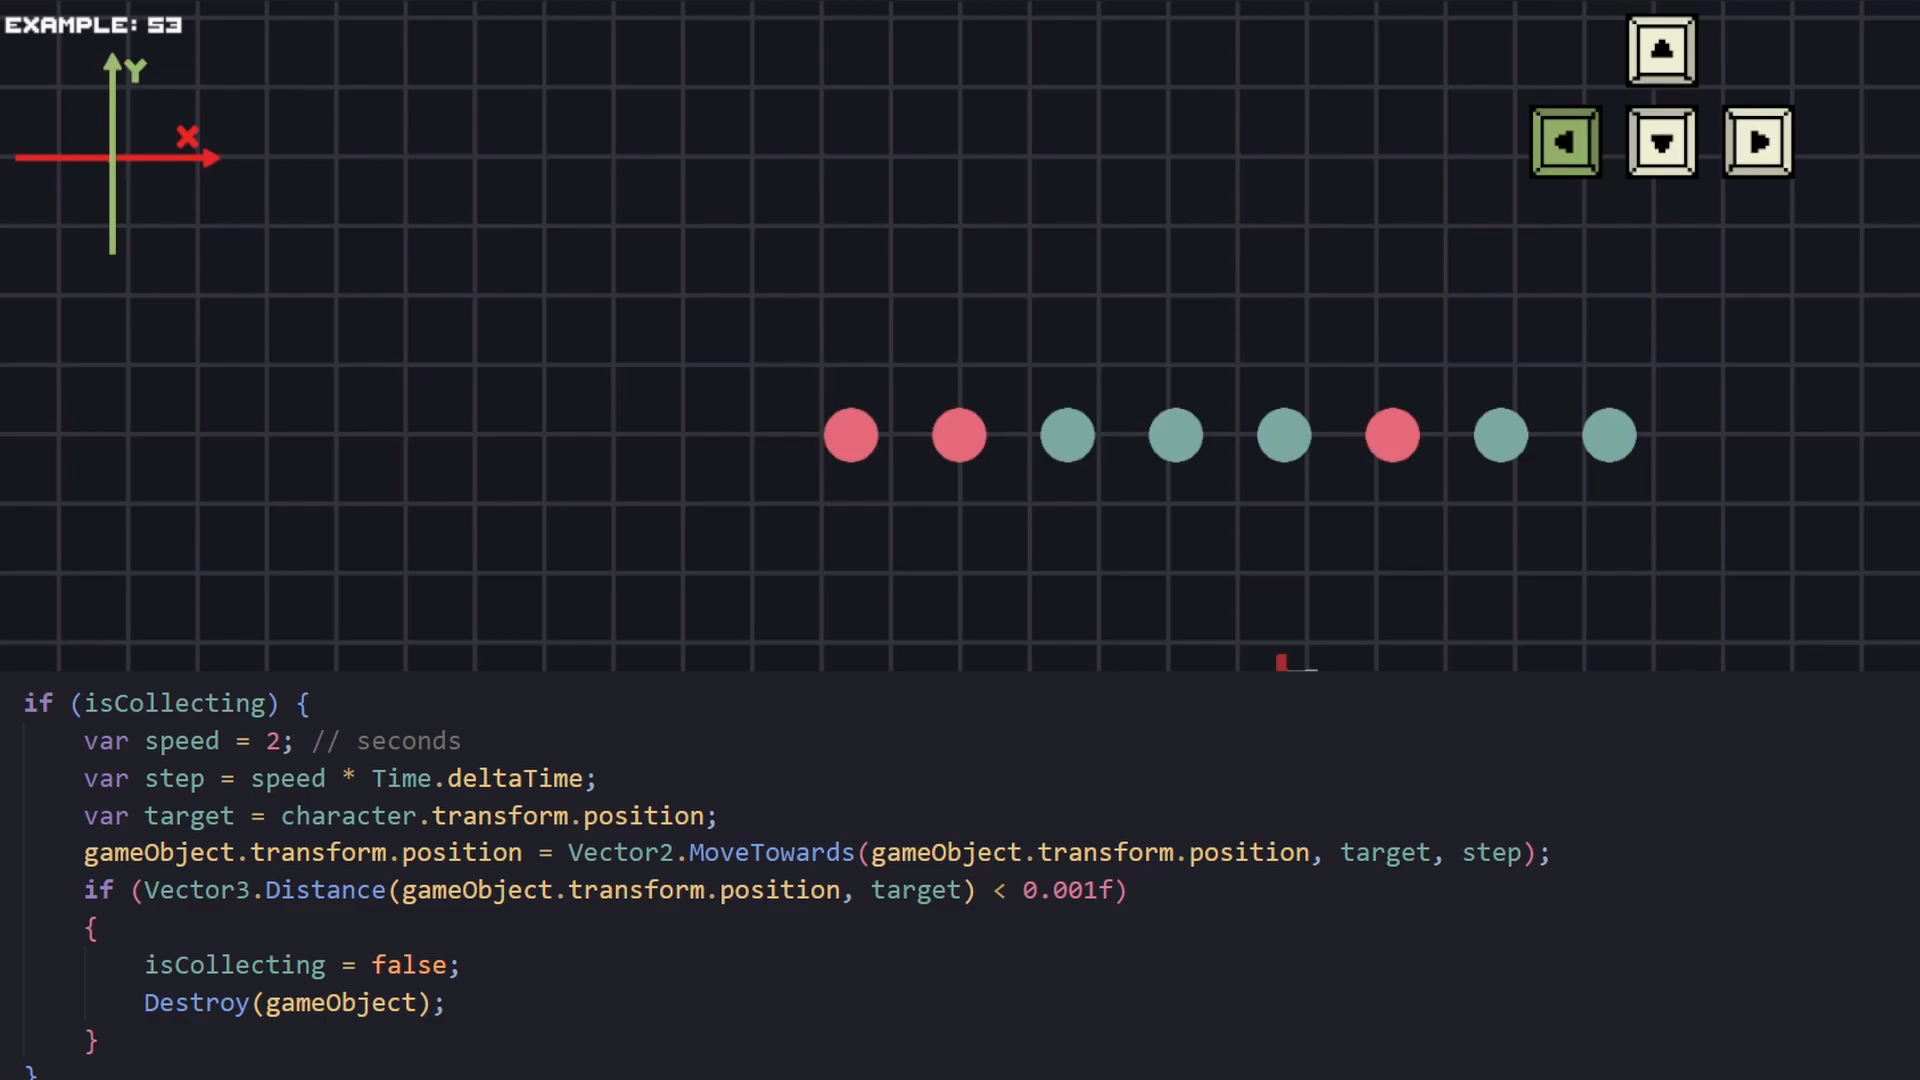 EXAMPLE: 53
Y
X
if (isCollecting) {
var speed = 2; // seconds
var step = speed * Time.deltaTime;
var target = character.transform.position;
gameObject.transform.position = Vector2.MoveTowards(gameObject.transform.position, target, step);
if (Vector3.Distance(gameObject.transform.position, target) < 0.001f)
{
isCollecting = false;
Destroy(gameObject);
}
}